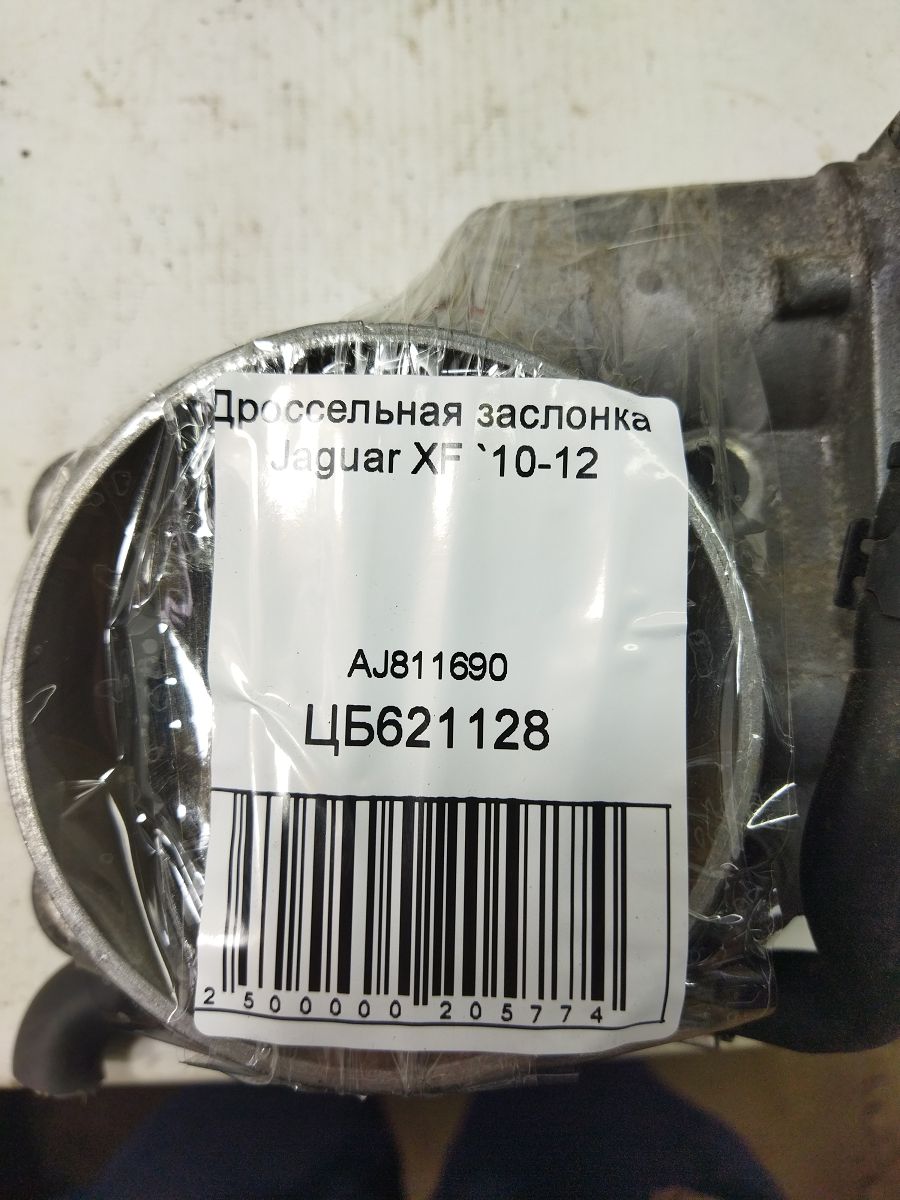 Дроссельная заслонка
Jaguar XF `10-12
AJ811690
ЦБ621128
2 500000 205774